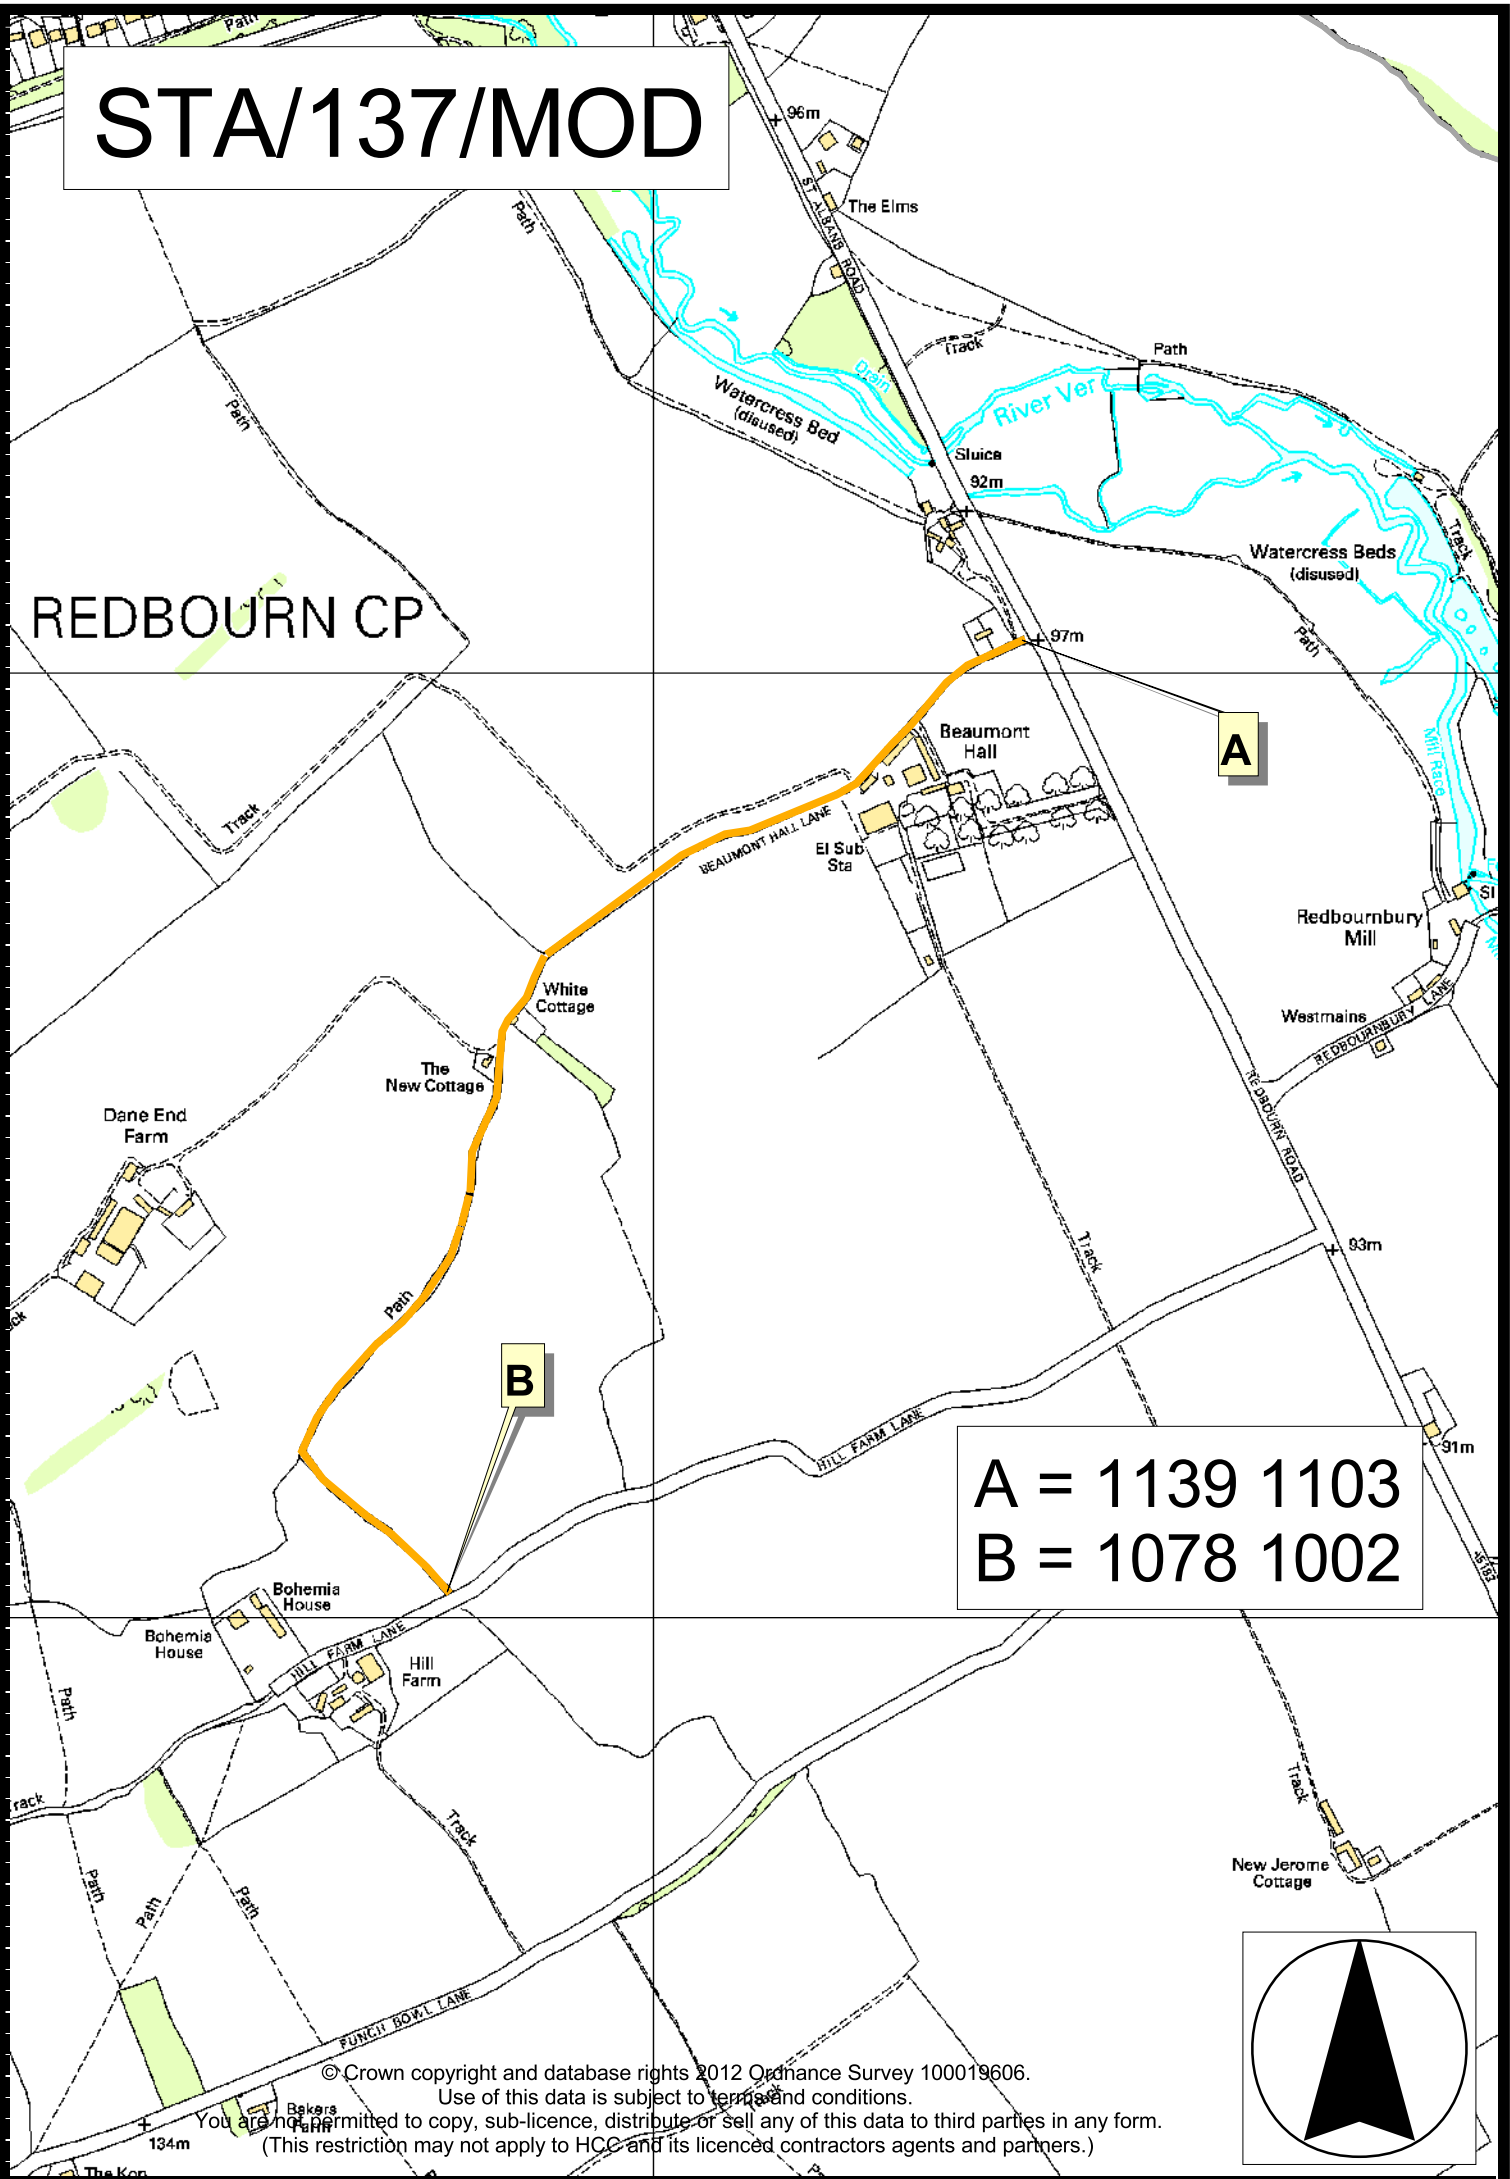 Path
STA/137/MOD
96m
ST ALBANS ROAD
The Elms
Path
Track
Path
Drain
River Ver
Watercress Bed
(disused)
Path
Sluice
92m
Watercress Beds
(disused)
Track
REDBOURN CP
97m
Path
A
Beaumont
Hall
Mill Race
Track
BEAUMONT HALL LANE
El Sub
Sta
Redbournbury
Mill
White
Cottage
Westmains
REDBOURNBURY LANE
The
New Cottage
REDBOURN ROAD
Dane End
Farm
Track
93m
Path
B
HILL FARM LANE
91m
A = 1139 1103
B = 1078 1002
A5183
Bohemia
House
Bohemia
House
HILL FARM LANE
Hill
Farm
Path
Track
Track
Path
Path
Path
New Jerome
Cottage
PUNCH BOWL LANE
© Crown copyright and database rights 2012 Ordnance Survey 100019606.
Use of this data is subject to terms and conditions.
Track
Bakers
Farm
You are not permitted to copy, sub-licence, distribute or sell any of this data to third parties in any form.
134m
(This restriction may not apply to HCC and its licenced contractors agents and partners.)